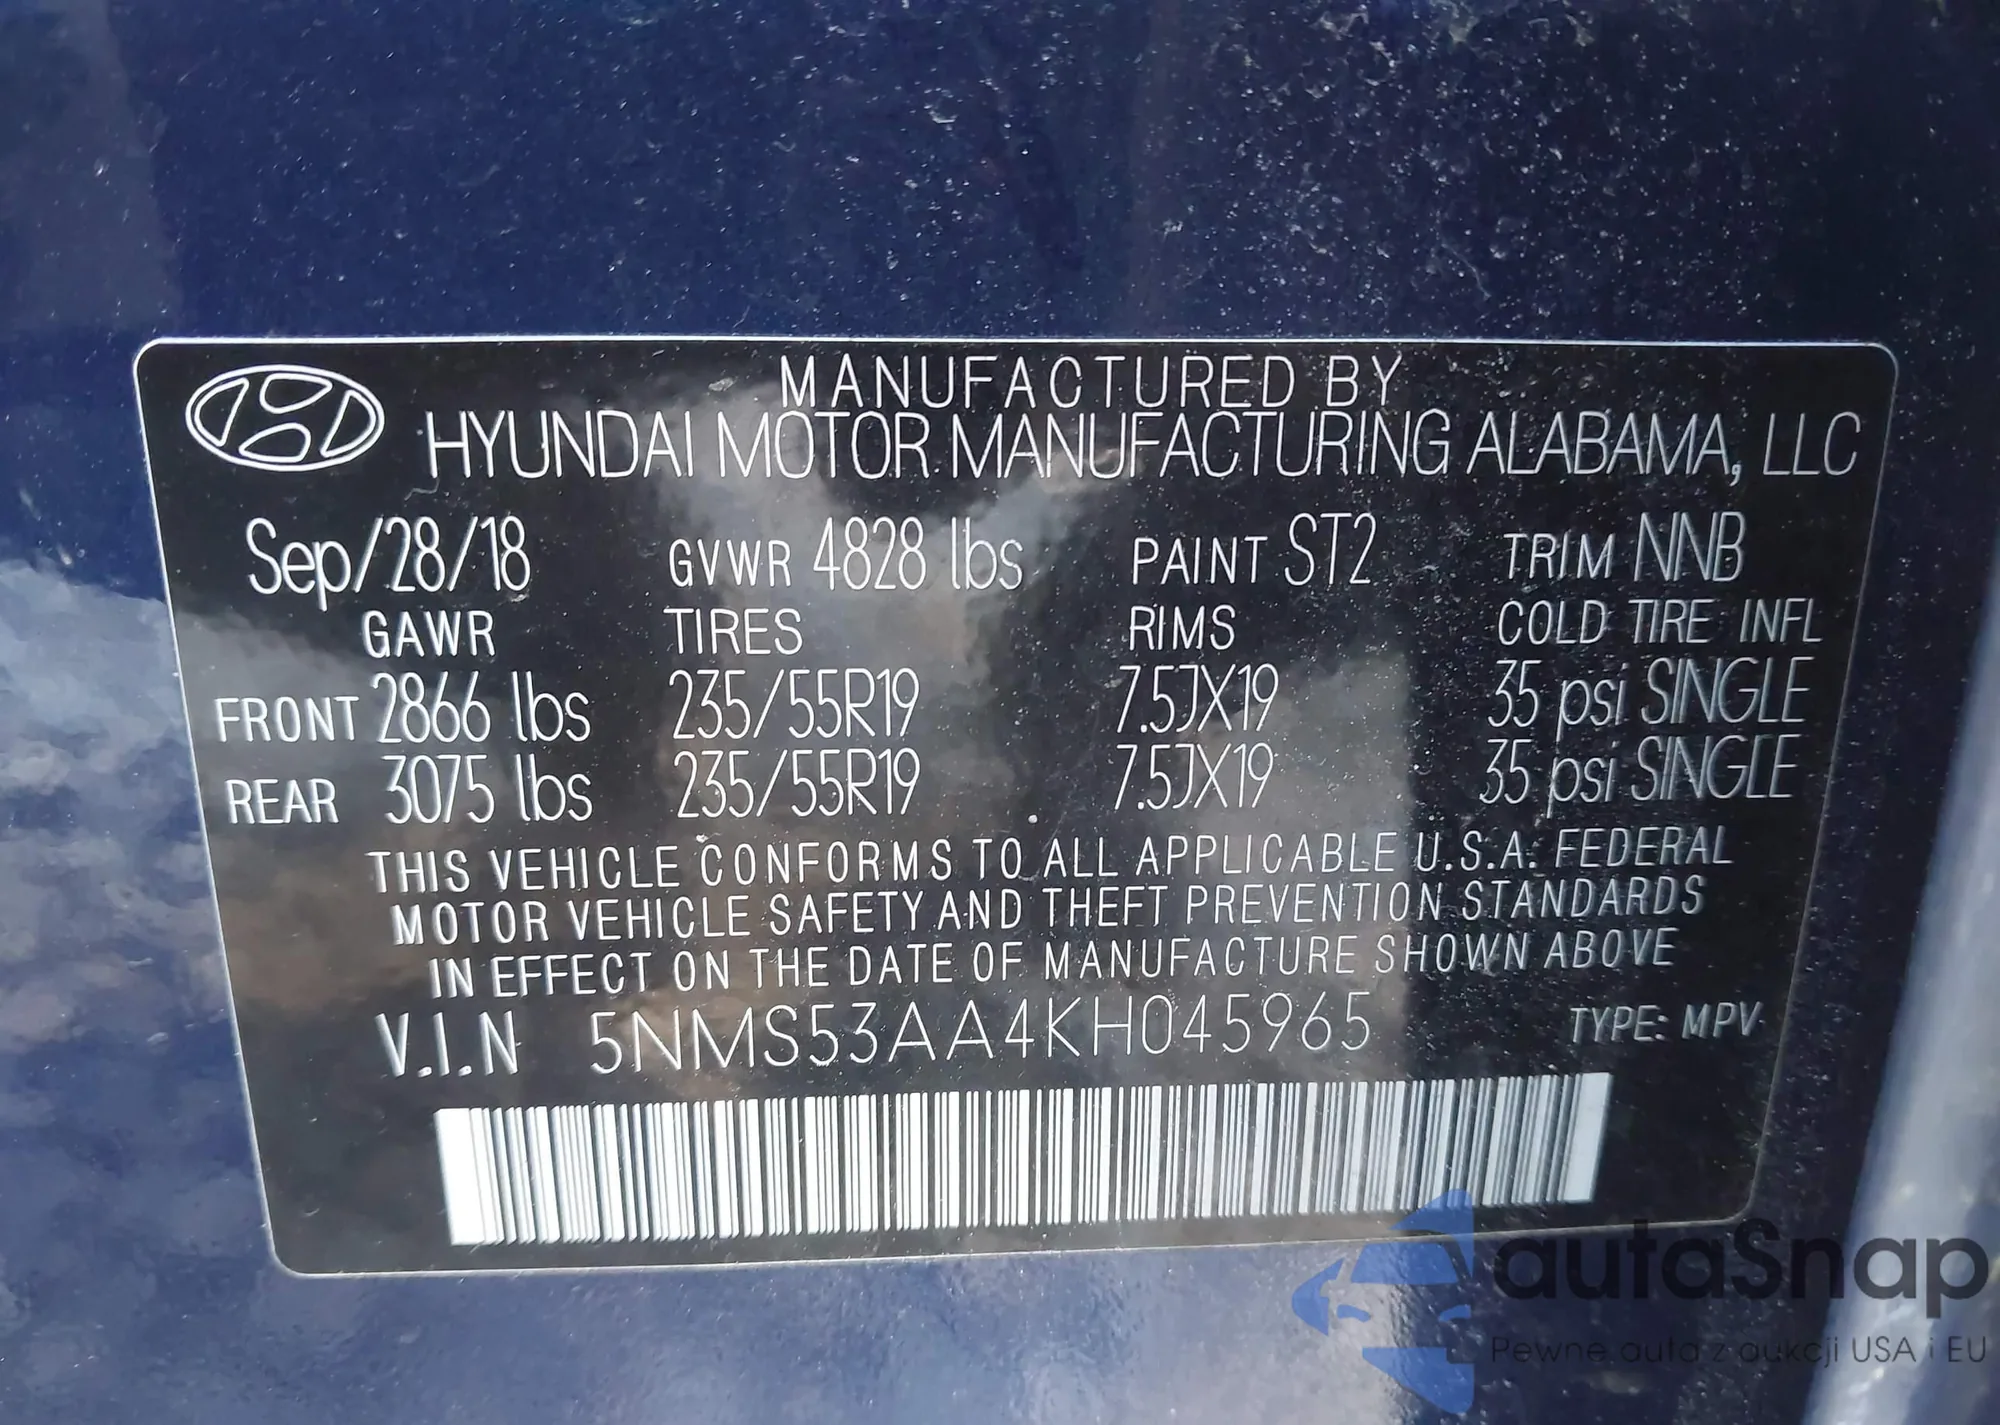 MANUFACTURED BY
HYUNDAI MOTOR MANUFACTURING ALABAMA, LLC
Sep/28/18 GVWR 4828 lbs PAINT ST2 TRIM NNB
GAWR TIRES RIMS COLD TIRE INFL
FRONT 2866 lbs 235/55R19 7.5JX19 35 psi SINGLE
REAR 3075 lbs 235/55R19 7.5JX19 35 psi SINGLE
THIS VEHICLE CONFORMS TO ALL APPLICABLE U.S.A. FEDERAL
MOTOR VEHICLE SAFETY AND THEFT PREVENTION STANDARDS
IN EFFECT ON THE DATE OF MANUFACTURE SHOWN ABOVE
V.I.N 5NMS53AA4KH045965 TYPE: MPV
autaSnap
Pewne auta z aukcji USA i EU